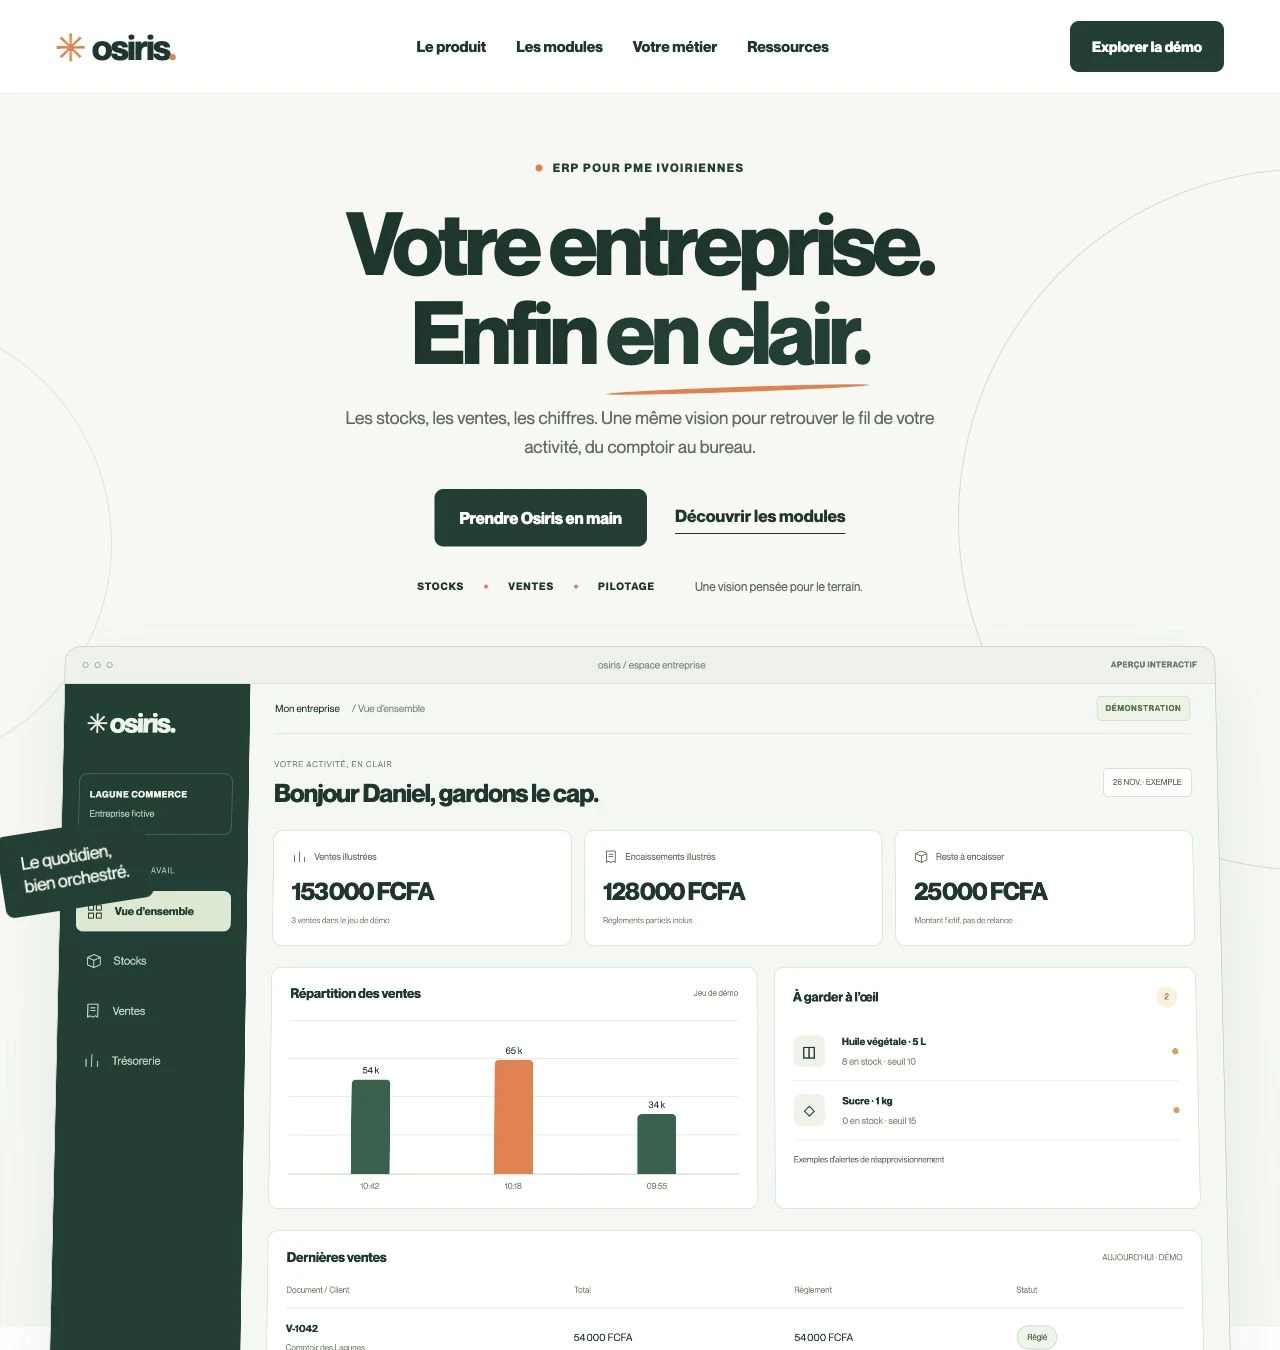 osiris.
Le produit
Les modules
Votre métier
Ressources
Explorer la démo
ERP POUR PME IVOIRIENNES
Votre entreprise.
Enfin en clair.
Les stocks, les ventes, les chiffres. Une même vision pour retrouver le fil de votre
activité, du comptoir au bureau.
Prendre Osiris en main
Découvrir les modules
STOCKS • VENTES • PILOTAGE
Une vision pensée pour le terrain.
osiris / espace entreprise
APERÇU INTERACTIF
osiris.
Mon entreprise / Vue d'ensemble
DÉMONSTRATION
VOTRE ACTIVITÉ, EN CLAIR
Bonjour Daniel, gardons le cap.
26 NOV. · EXEMPLE
LAGUNE COMMERCE
Entreprise fictive
Le quotidien,
bien orchestré.
AVAIL
Vue d'ensemble
Stocks
Ventes
Trésorerie
Ventes illustrées
153 000 FCFA
3 ventes dans le jeu de démo
Encaissements illustrés
128 000 FCFA
Règlements partiels inclus
Reste à encaisser
25 000 FCFA
Montant fictif, pas de relance
Répartition des ventes
Jeu de démo
54 k
65 k
34 k
10:42
10:18
09:55
À garder à l'œil
2
Huile végétale · 5 L
8 en stock · seuil 10
Sucre · 1 kg
0 en stock · seuil 15
Exemples d'alertes de réapprovisionnement
Dernières ventes
AUJOURD'HUI · DÉMO
Document / Client
Total
Règlement
Statut
V-1042
54 000 FCFA
54 000 FCFA
Réglé
Comptoir des Lagunes